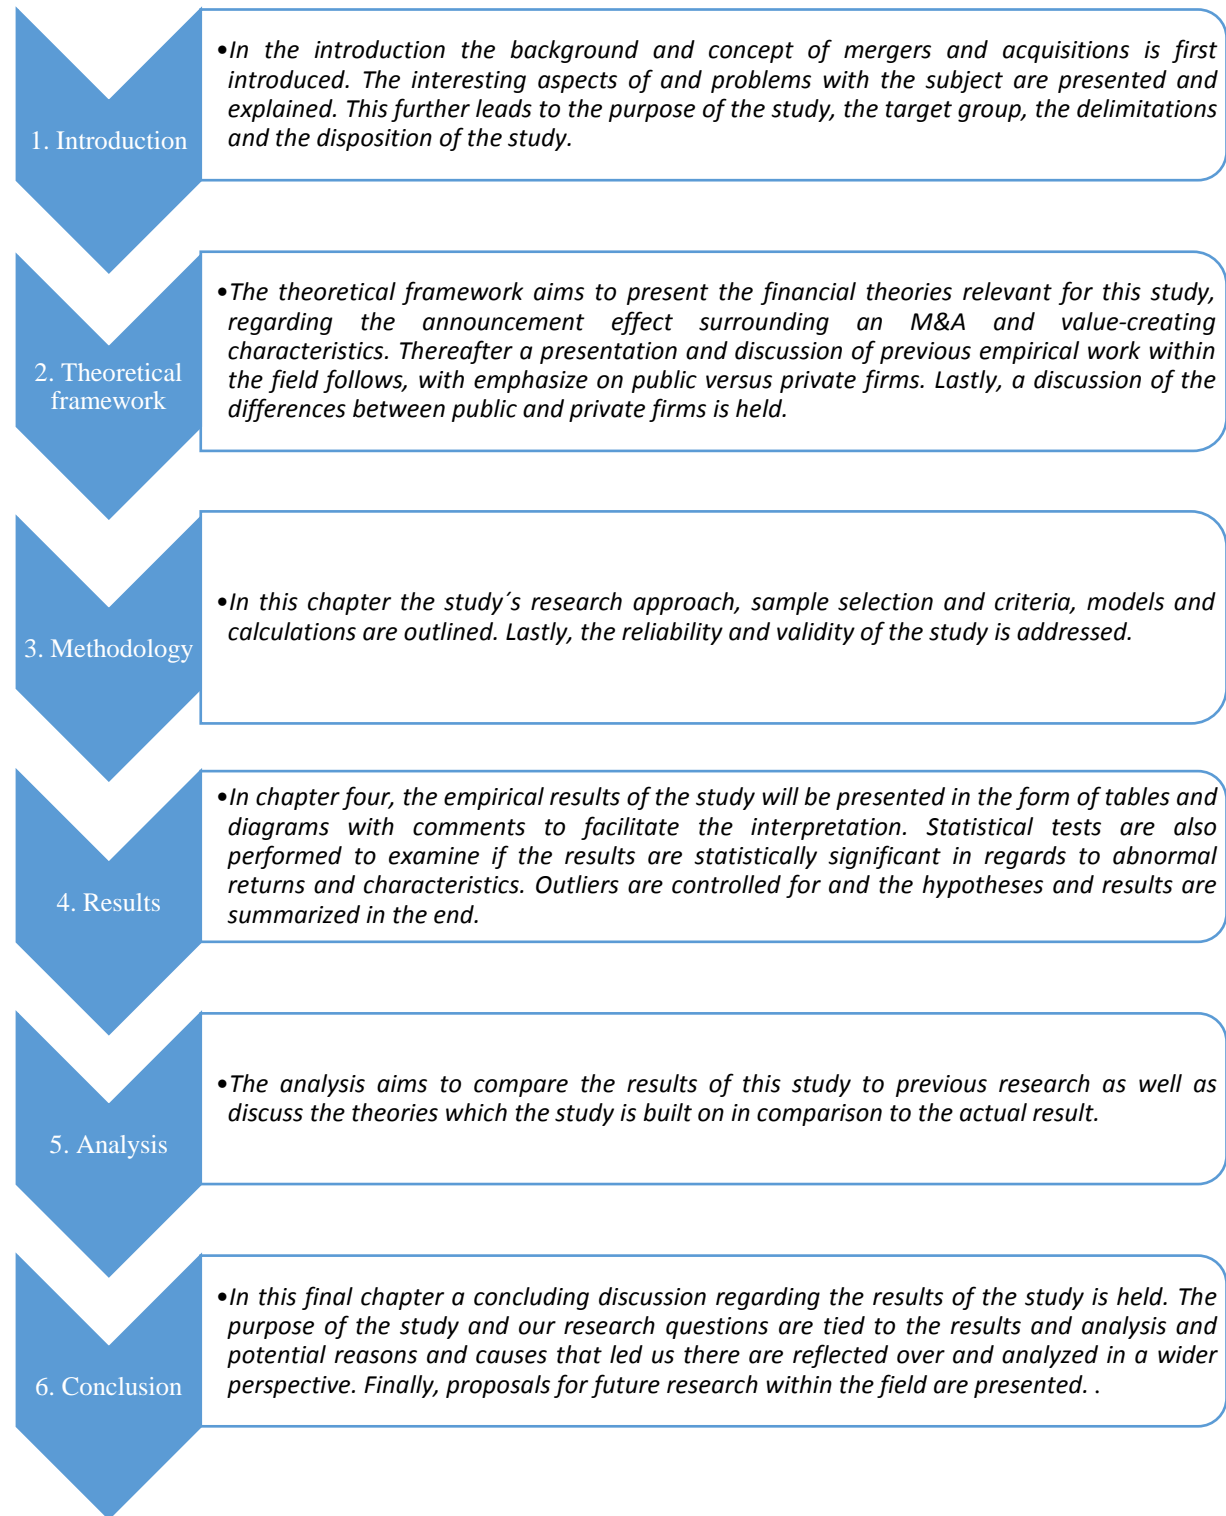 1. Introduction
•In the introduction the background and concept of mergers and acquisitions is first
introduced. The interesting aspects of and problems with the subject are presented and
explained. This further leads to the purpose of the study, the target group, the delimitations
and the disposition of the study.
2. Theoretical
framework
•The theoretical framework aims to present the financial theories relevant for this study,
regarding the announcement effect surrounding an M&A and value-creating
characteristics. Thereafter a presentation and discussion of previous empirical work within
the field follows, with emphasize on public versus private firms. Lastly, a discussion of the
differences between public and private firms is held.
3. Methodology
•In this chapter the study´s research approach, sample selection and criteria, models and
calculations are outlined. Lastly, the reliability and validity of the study is addressed.
4. Results
•In chapter four, the empirical results of the study will be presented in the form of tables and
diagrams with comments to facilitate the interpretation. Statistical tests are also
performed to examine if the results are statistically significant in regards to abnormal
returns and characteristics. Outliers are controlled for and the hypotheses and results are
summarized in the end.
5. Analysis
•The analysis aims to compare the results of this study to previous research as well as
discuss the theories which the study is built on in comparison to the actual result.
6. Conclusion
•In this final chapter a concluding discussion regarding the results of the study is held. The
purpose of the study and our research questions are tied to the results and analysis and
potential reasons and causes that led us there are reflected over and analyzed in a wider
perspective. Finally, proposals for future research within the field are presented. .